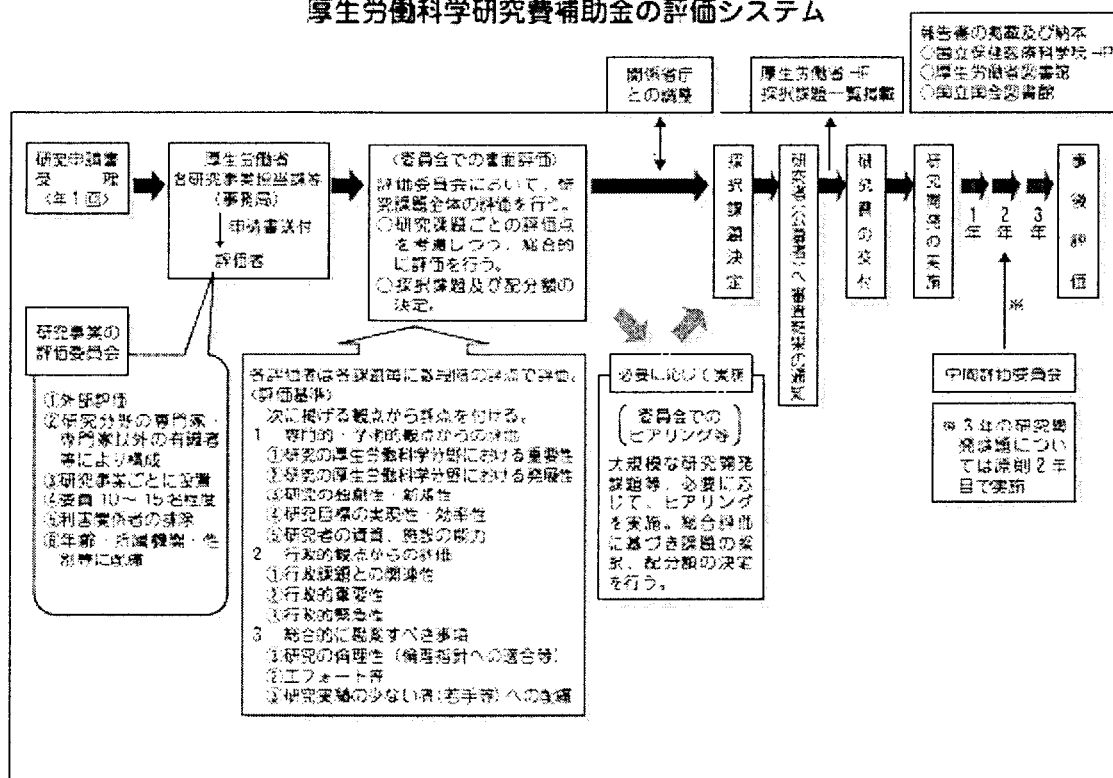 厚生労働科学研究費補助金の評価システム
報告書の掲載及び納本
○国立保健医療科学院HP
○厚生労働省図書館
○国立国会図書館
関係省庁
との調整
厚生労働省HP
採択課題一覧掲載
研究申請書
受 理
(年1回)
厚生労働省
各研究事業担当課等
(事務局)
申請書送付
評価者
(委員会での書面評価)
評価委員会において、研
究課題全体の評価を行う。
○研究課題ごとの評価点
を考慮しつつ、総合的
に評価を行う。
○採択課題及び配分額の
決定。
採択課題決定
研究者(公募者)へ審査結果の通知
研究費の交付
研究開発の実施
1年
2年
3年
事後評価
※
研究事業の
評価委員会
①外部評価
②研究分野の専門家・
専門家以外の有識者
等により構成
③研究事業ごとに設置
④委員10～15名程度
⑤利害関係者の排除
⑥年齢・所属機関・性
別等に配慮
各評価者は各課題毎に数段階の評点で評価。
(評価基準)
次に掲げる観点から評点を付ける。
1 専門的・学術的観点からの評価
①研究の厚生労働科学分野における重要性
②研究の厚生労働科学分野における発展性
③研究の独創性・新規性
④研究目標の実現性・効率性
⑤研究者の資質、施設の能力
2 行政的観点からの評価
①行政課題との関連性
②行政的重要性
③行政的緊急性
3 総合的に勘案すべき事項
①研究の倫理性(倫理指針への適合等)
②エフォート等
③研究実績の少ない者(若手等)への配慮
必要に応じて実施
(委員会での
ヒアリング等)
大規模な研究開発
課題等、必要に応
じて、ヒアリング
を実施。総合評価
に基づき課題の採
択、配分額の決定
を行う。
中間評価委員会
※3年の研究開
発課題につい
ては原則2年
目で実施